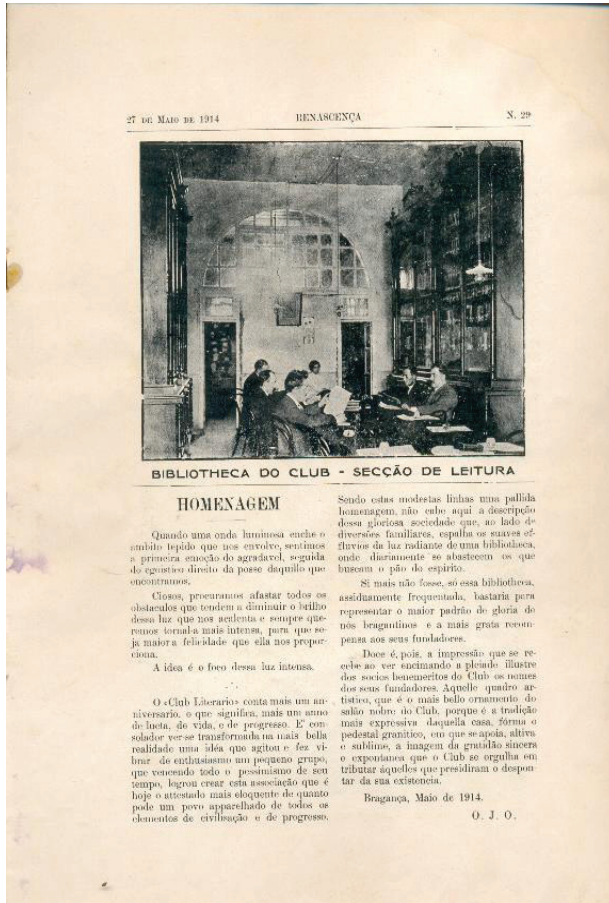 27 DE MAIO DE 1914
RENASCENÇA
N. 29
BIBLIOTHECA DO CLUB - SECÇÃO DE LEITURA
HOMENAGEM
Quando uma onda luminosa enche o
ambito tepido que nos envolve, sentimos
a primeira emoção do agradavel, seguida
do egoistico direito da posse daquillo que
encontramos.
Ciosos, procuramos afastar todos os
obstaculos que tendem a diminuir o brilho
dessa luz que nos acalenta e sempre que-
remos tornal-a mais intensa, para que se-
ja maior a felicidade que ella nos propor-
ciona.
A idéa é o foco dessa luz intensa.
O «Club Literario» conta mais um an-
niversario, o que significa, mais um anno
de lucta, de vida, e de progresso. E' con-
solador ver-se transformada na mais bella
realidade uma idéa que agitou e fez vi-
brar de enthusiasmo um pequeno grupo,
que vencendo todo o pessimismo de seu
tempo, logrou crear esta associação que é
hoje o attestado mais eloquente de quanto
pode um povo apparelhado de todos os
elementos de civilisação e de progresso.
Sendo estas modestas linhas uma pallida
homenagem, não cabe aqui a descripção
dessa gloriosa sociedade que, ao lado de
diversões familiares, espalha os suaves ef-
fluvios da luz radiante de uma bibliotheca,
onde diariamente se abastecem os que
buscam o pão do espirito.
Si mais não fosse, só essa bibliotheca,
assiduamente frequentada, bastaria para
representar o maior padrão de gloria de
nós bragantinos e a mais grata recom-
pensa aos seus fundadores.
Doce é, pois, a impressão que se re-
cebe ao ver encimando a pleiade illustre
dos socios benemeritos do Club os nomes
dos seus fundadores. Aquelle quadro ar-
tistico, que é o mais bello ornamento do
salão nobre do Club, porque é a tradição
mais expressiva daquella casa, fórma o
pedestal granitico, em que se apoia, altiva
e sublime, a imagem da gratidão sincera
e expontanea que o Club se orgulha em
tributar áquelles que presidiram o despon-
tar da sua existencia.
Bragança, Maio de 1914.
O. J. O.